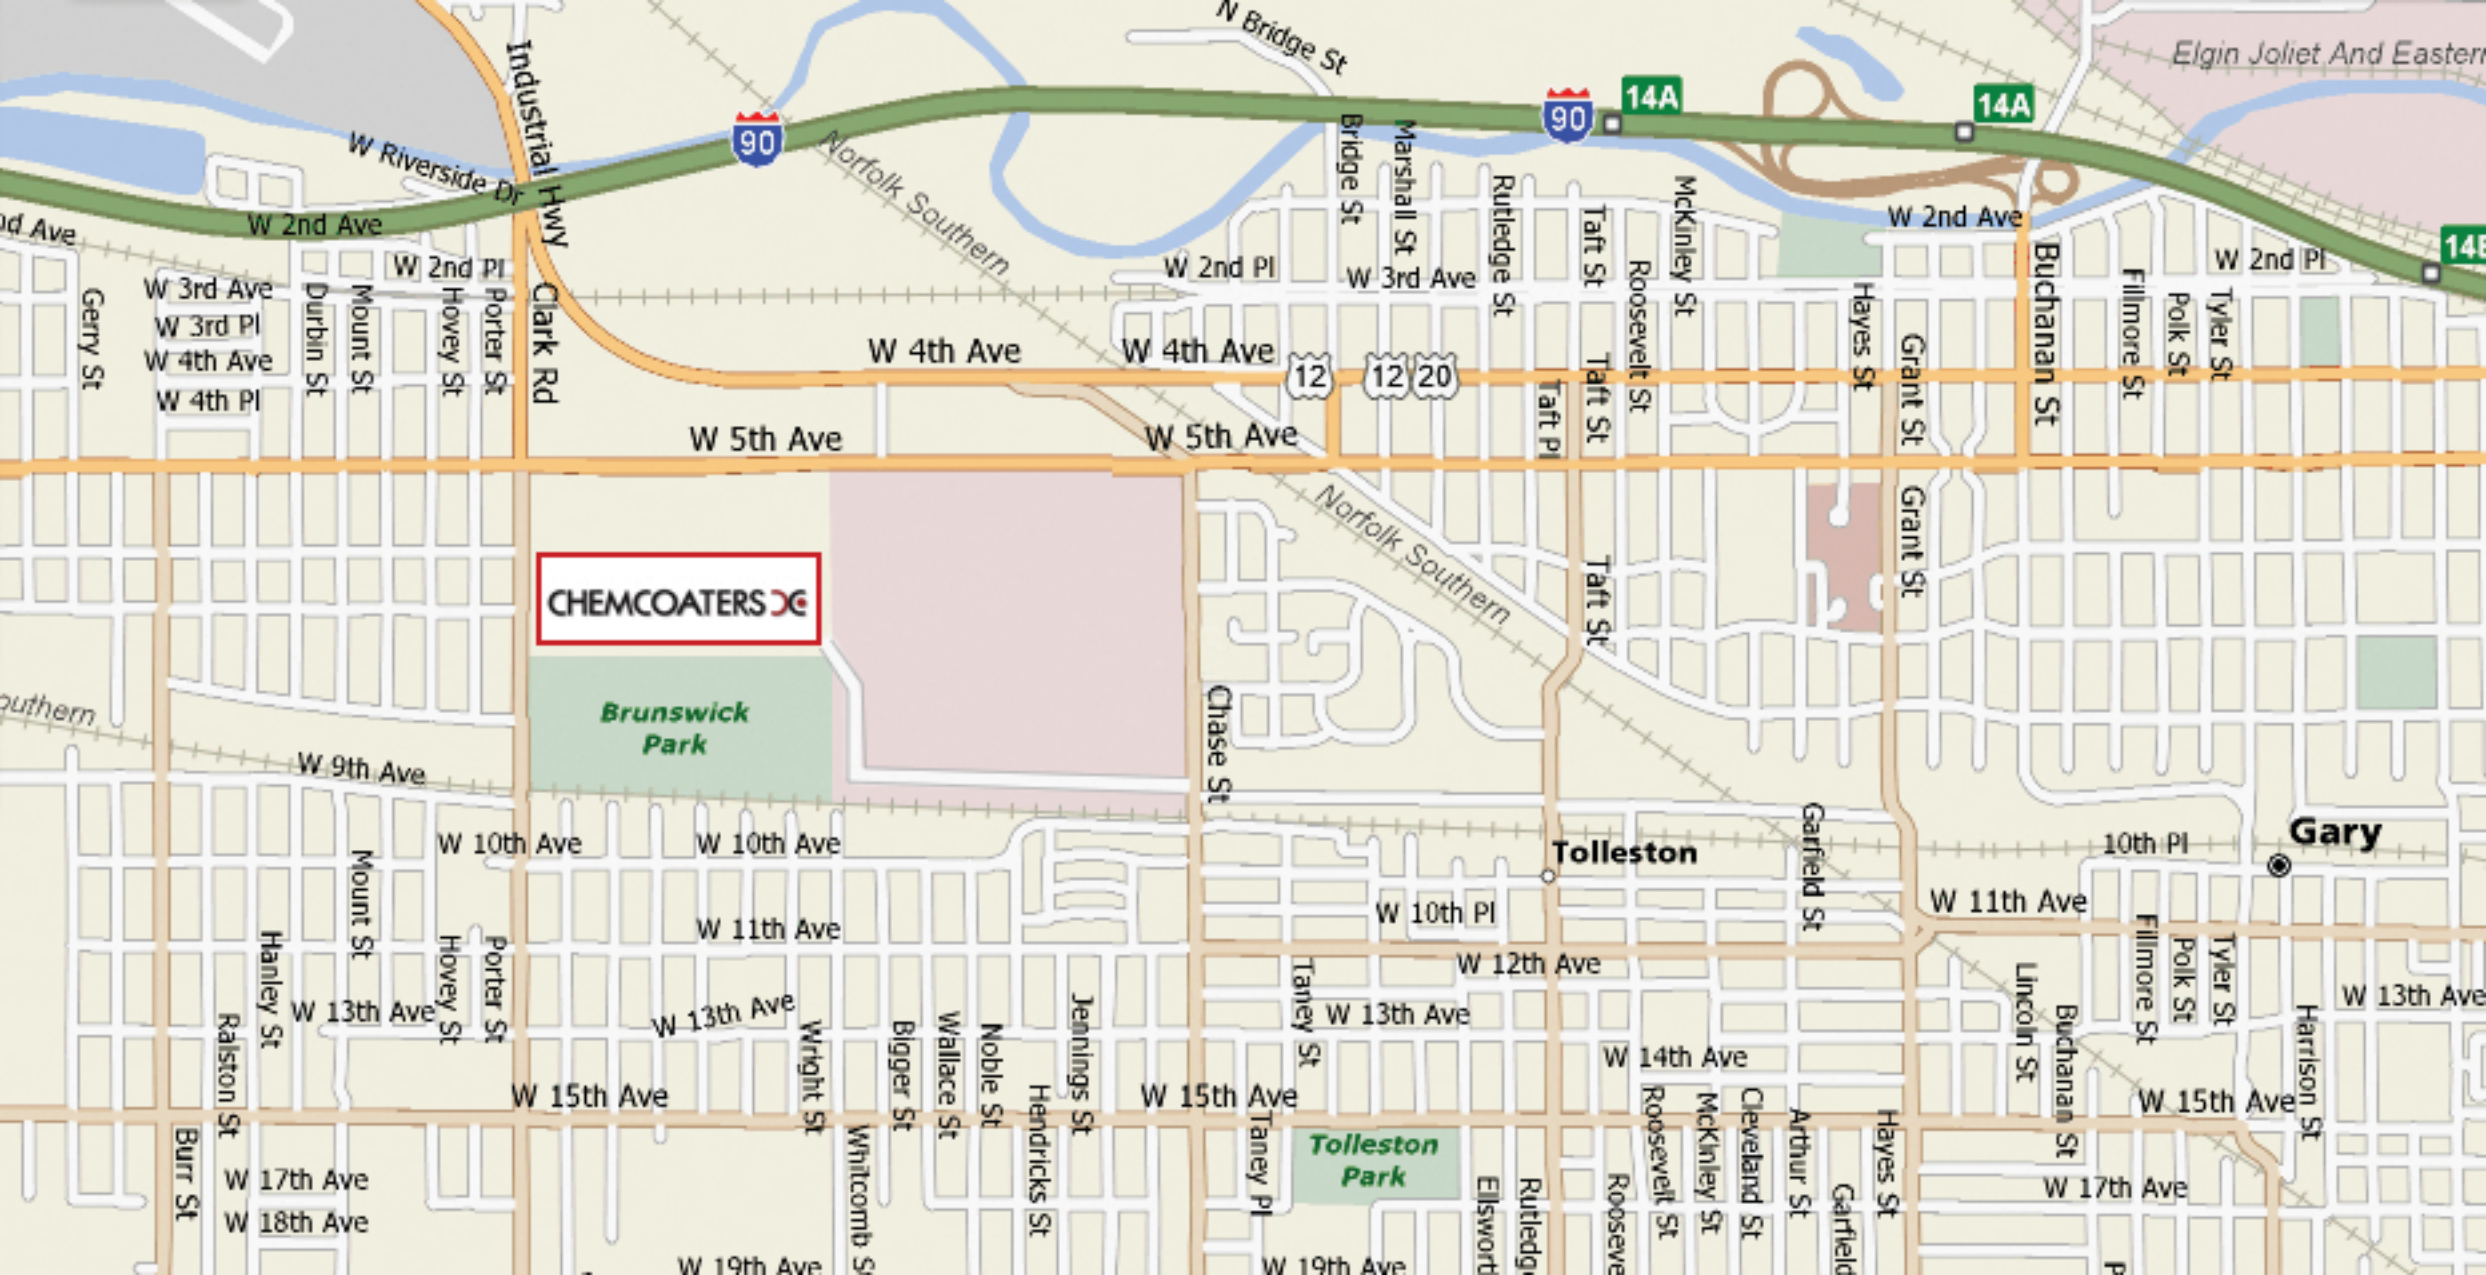 N Bridge St
Elgin Joliet And Eastern
Industrial Hwy
90
90
14A
14A
W Riverside Dr
Norfolk Southern
Bridge St
Marshall St
Rutledge St
Taft St
McKinley St
W 2nd Ave
W 2nd Ave
nd Ave
14E
Buchanan St
W 2nd Pl
W 2nd Pl
W 2nd Pl
W 3rd Ave
W 3rd Ave
Gerry St
Durbin St
Mount St
Hovey St
Porter St
Clark Rd
Roosevelt St
Hayes St
Fillmore St
Polk St
Tyler St
W 3rd Pl
W 4th Ave
W 4th Ave
W 4th Ave
Grant St
Taft St
W 4th Pl
12
12
20
Taft Pl
W 5th Ave
W 5th Ave
Norfolk Southern
Grant St
Taft St
CHEMCOATERS
Brunswick
Park
Chase St
outhern
W 9th Ave
W 10th Ave
W 10th Ave
Tolleston
Garfield St
10th Pl
Gary
Mount St
W 11th Ave
W 10th Pl
W 11th Ave
Hanley St
Hovey St
Porter St
W 12th Ave
Fillmore St
Polk St
Tyler St
Taney St
Lincoln St
W 13th Ave
W 13th Ave
W 13th Ave
W 13th Ave
Ralston St
Wright St
Bigger St
Wallace St
Noble St
Jennings St
Buchanan St
Harrison St
W 14th Ave
W 15th Ave
W 15th Ave
W 15th Ave
Hendricks St
Taney Pl
Roosevelt St
McKinley St
Cleveland St
Arthur St
Hayes St
Burr St
Whitcomb St
Tolleston
Park
W 17th Ave
W 17th Ave
Ellswort
Rutledge
Rooseve
Garfield
W 18th Ave
W 19th Ave
W 19th Ave